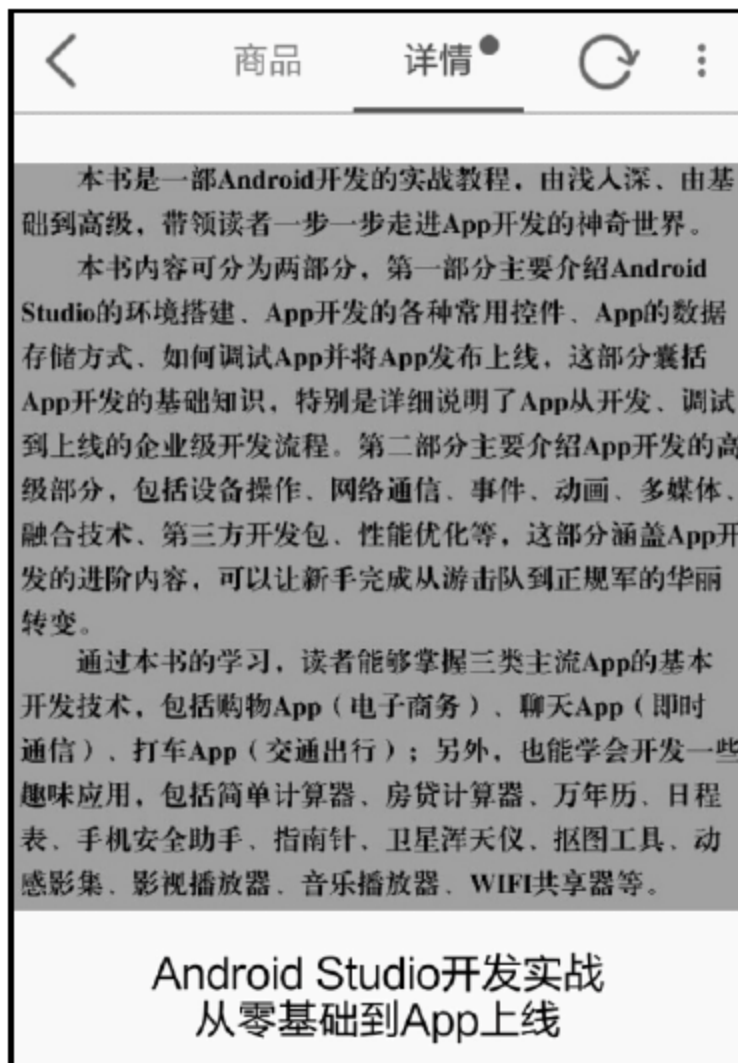 商品 详情
本书是一部Android开发的实战教程，由浅入深、由基
础到高级，带领读者一步一步走进App开发的神奇世界。
本书内容可分为两部分，第一部分主要介绍Android
Studio的环境搭建、App开发的各种常用控件、App的数据
存储方式、如何调试App并将App发布上线，这部分囊括
App开发的基础知识，特别是详细说明了App从开发、调试
到上线的企业级开发流程。第二部分主要介绍App开发的高
级部分，包括设备操作、网络通信、事件、动画、多媒体、
融合技术、第三方开发包、性能优化等，这部分涵盖App开
发的进阶内容，可以让新手完成从游击队到正规军的华丽
转变。
通过本书的学习，读者能够掌握三类主流App的基本
开发技术，包括购物App（电子商务）、聊天App（即时
通信）、打车App（交通出行）；另外，也能学会开发一些
趣味应用，包括简单计算器、房贷计算器、万年历、日程
表、手机安全助手、指南针、卫星浑天仪、抠图工具、动
感影集、影视播放器、音乐播放器、WIFI共享器等。
Android Studio开发实战
从零基础到App上线